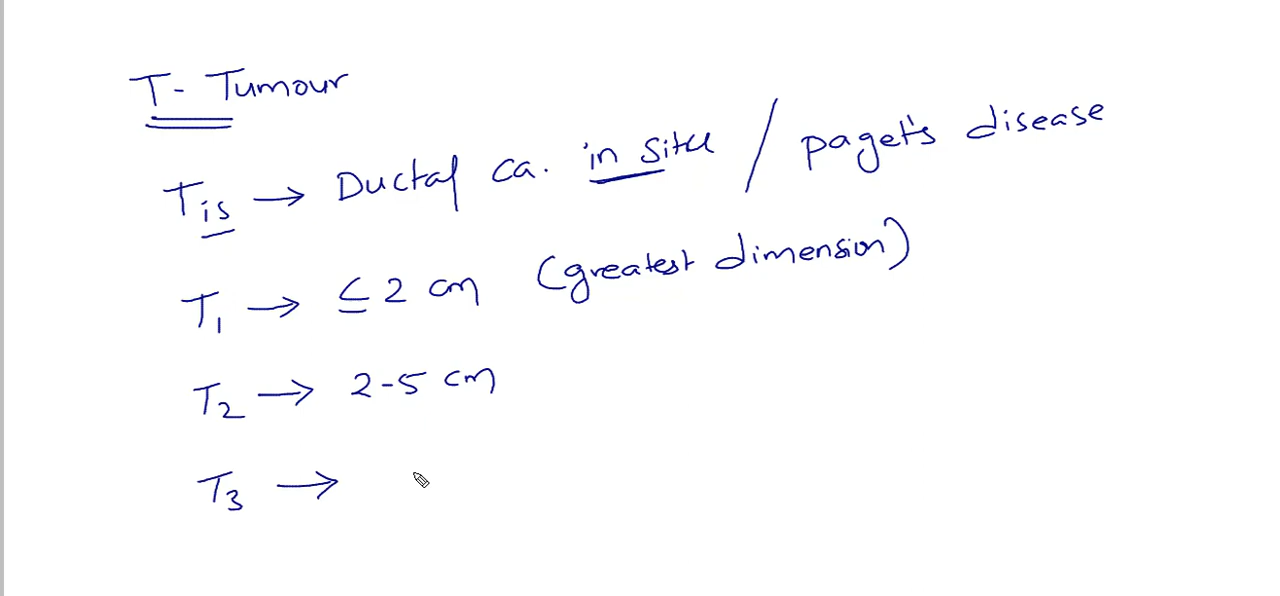 T - Tumour
Tis → Ductal ca. in situ / paget's disease
T1 → ≤ 2 cm (greatest dimension)
T2 → 2-5 cm
T3 →